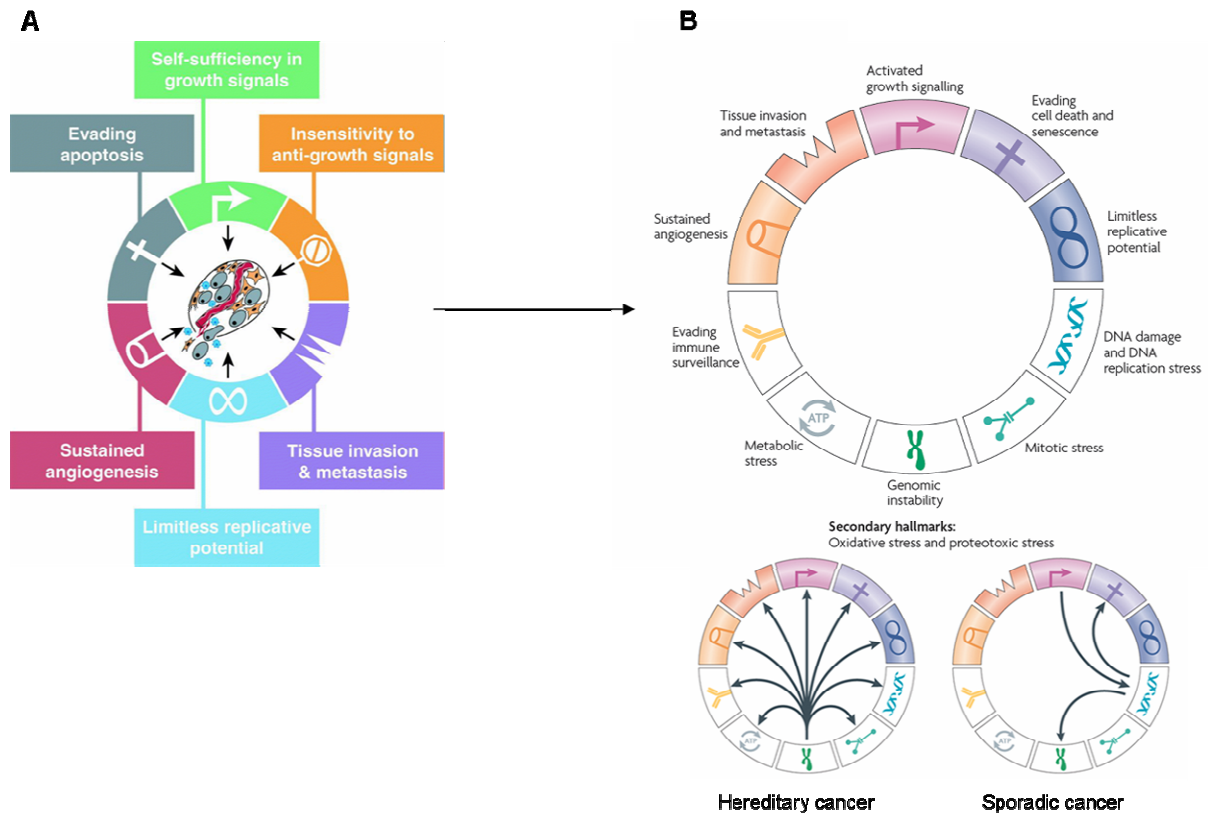 A
Self-sufficiency in
growth signals
Evading
apoptosis
Insensitivity to
anti-growth signals
Sustained
angiogenesis
Tissue invasion
& metastasis
Limitless replicative
potential
B
Activated
growth signalling
Tissue invasion
and metastasis
Evading
cell death and
senescence
Sustained
angiogenesis
Limitless
replicative
potential
Evading
immune
surveillance
DNA damage
and DNA
replication stress
ATP
Metabolic
stress
Mitotic stress
Genomic
instability
Secondary hallmarks:
Oxidative stress and proteotoxic stress
ATP
ATP
Hereditary cancer
Sporadic cancer